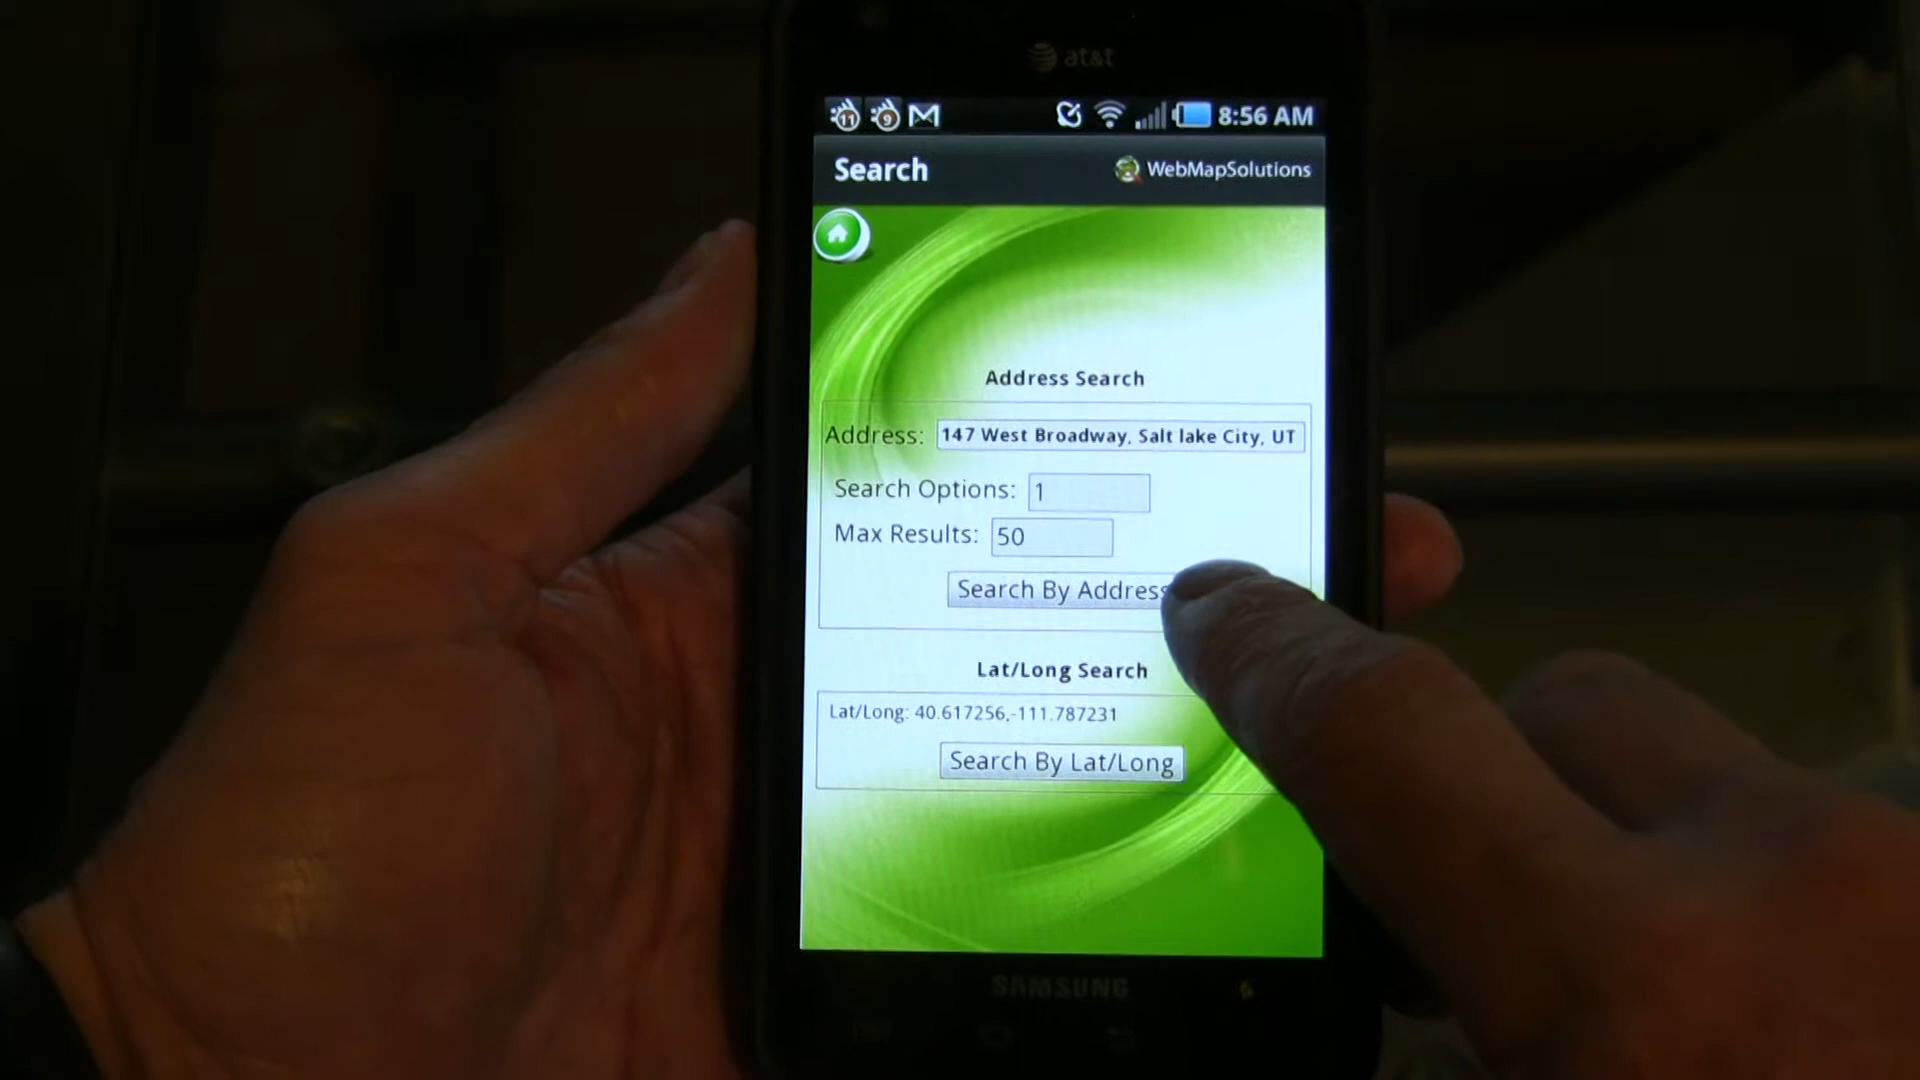 at&t
11 9 8:56 AM
Search WebMapSolutions
Address Search
Address: 147 West Broadway, Salt lake City, UT
Search Options: 1
Max Results: 50
Search By Address
Lat/Long Search
Lat/Long: 40.617256,-111.787231
Search By Lat/Long
SAMSUNG